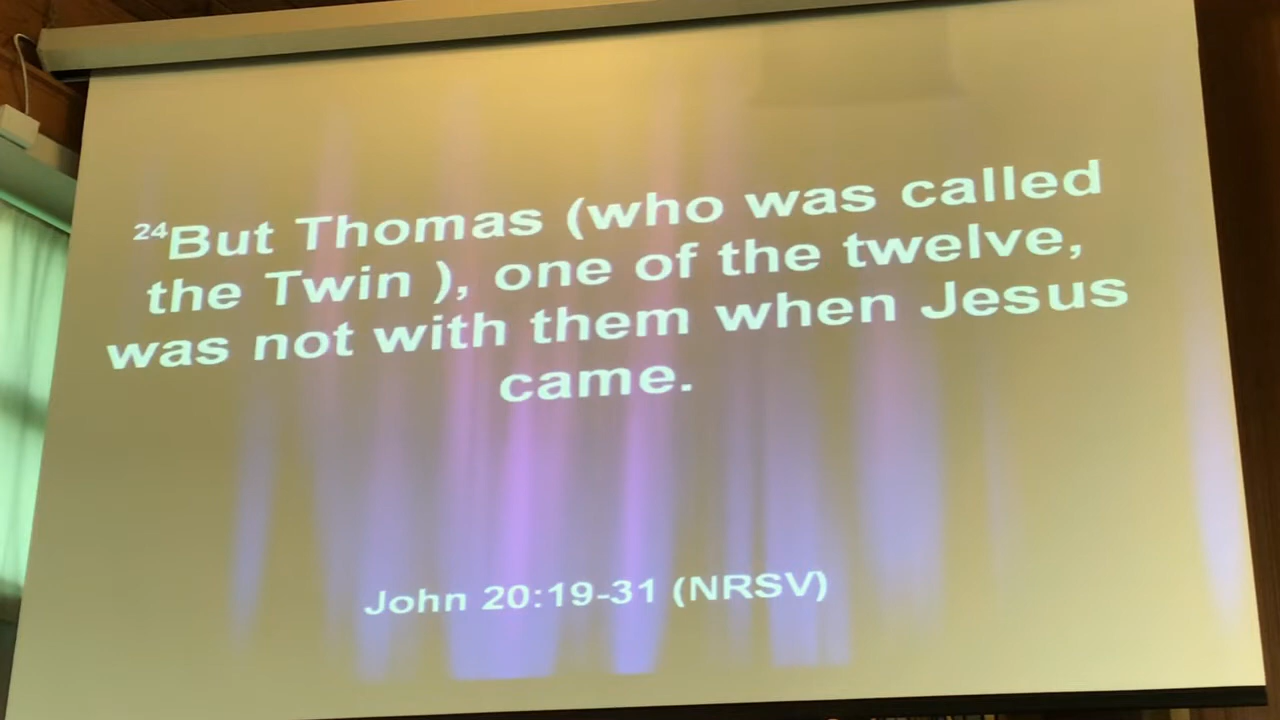 24But Thomas (who was called
the Twin ), one of the twelve,
was not with them when Jesus
came.
John 20:19-31 (NRSV)